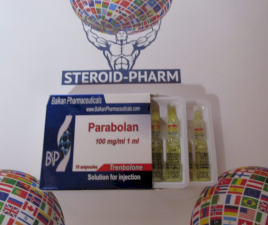 STEROID-PHARM
Balkan Pharmaceuticals
www.BalkanPharmaceuticals.com
Parabolan
100 mg/ml 1 ml
BP
10 ampoules
Trenbolone
Solution for injection